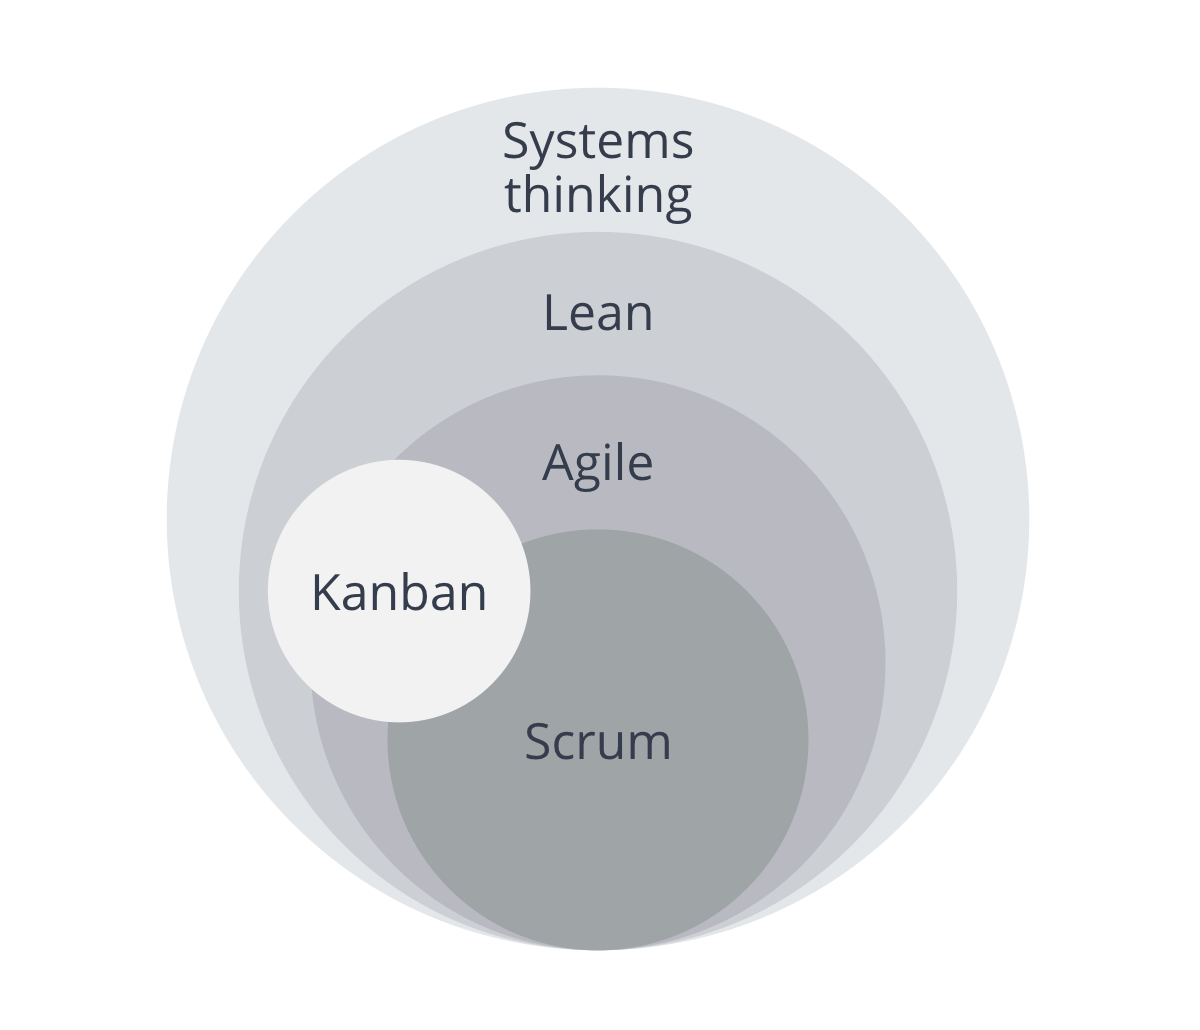 Systems
thinking
Lean
Agile
Kanban
Scrum